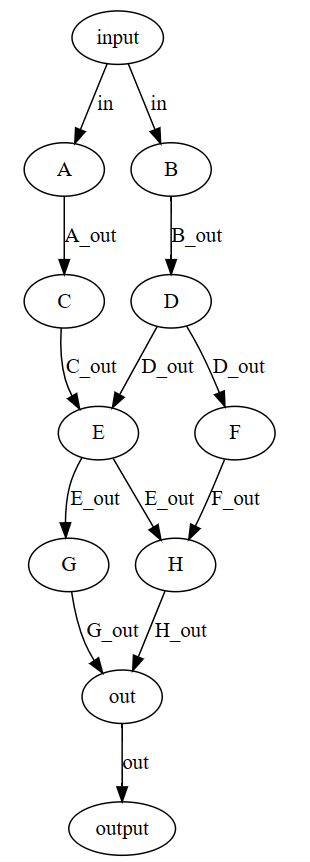 input
in in
A B
A_out B_out
C D
C_out D_out D_out
E F
E_out E_out F_out
G H
G_out H_out
out
out
output